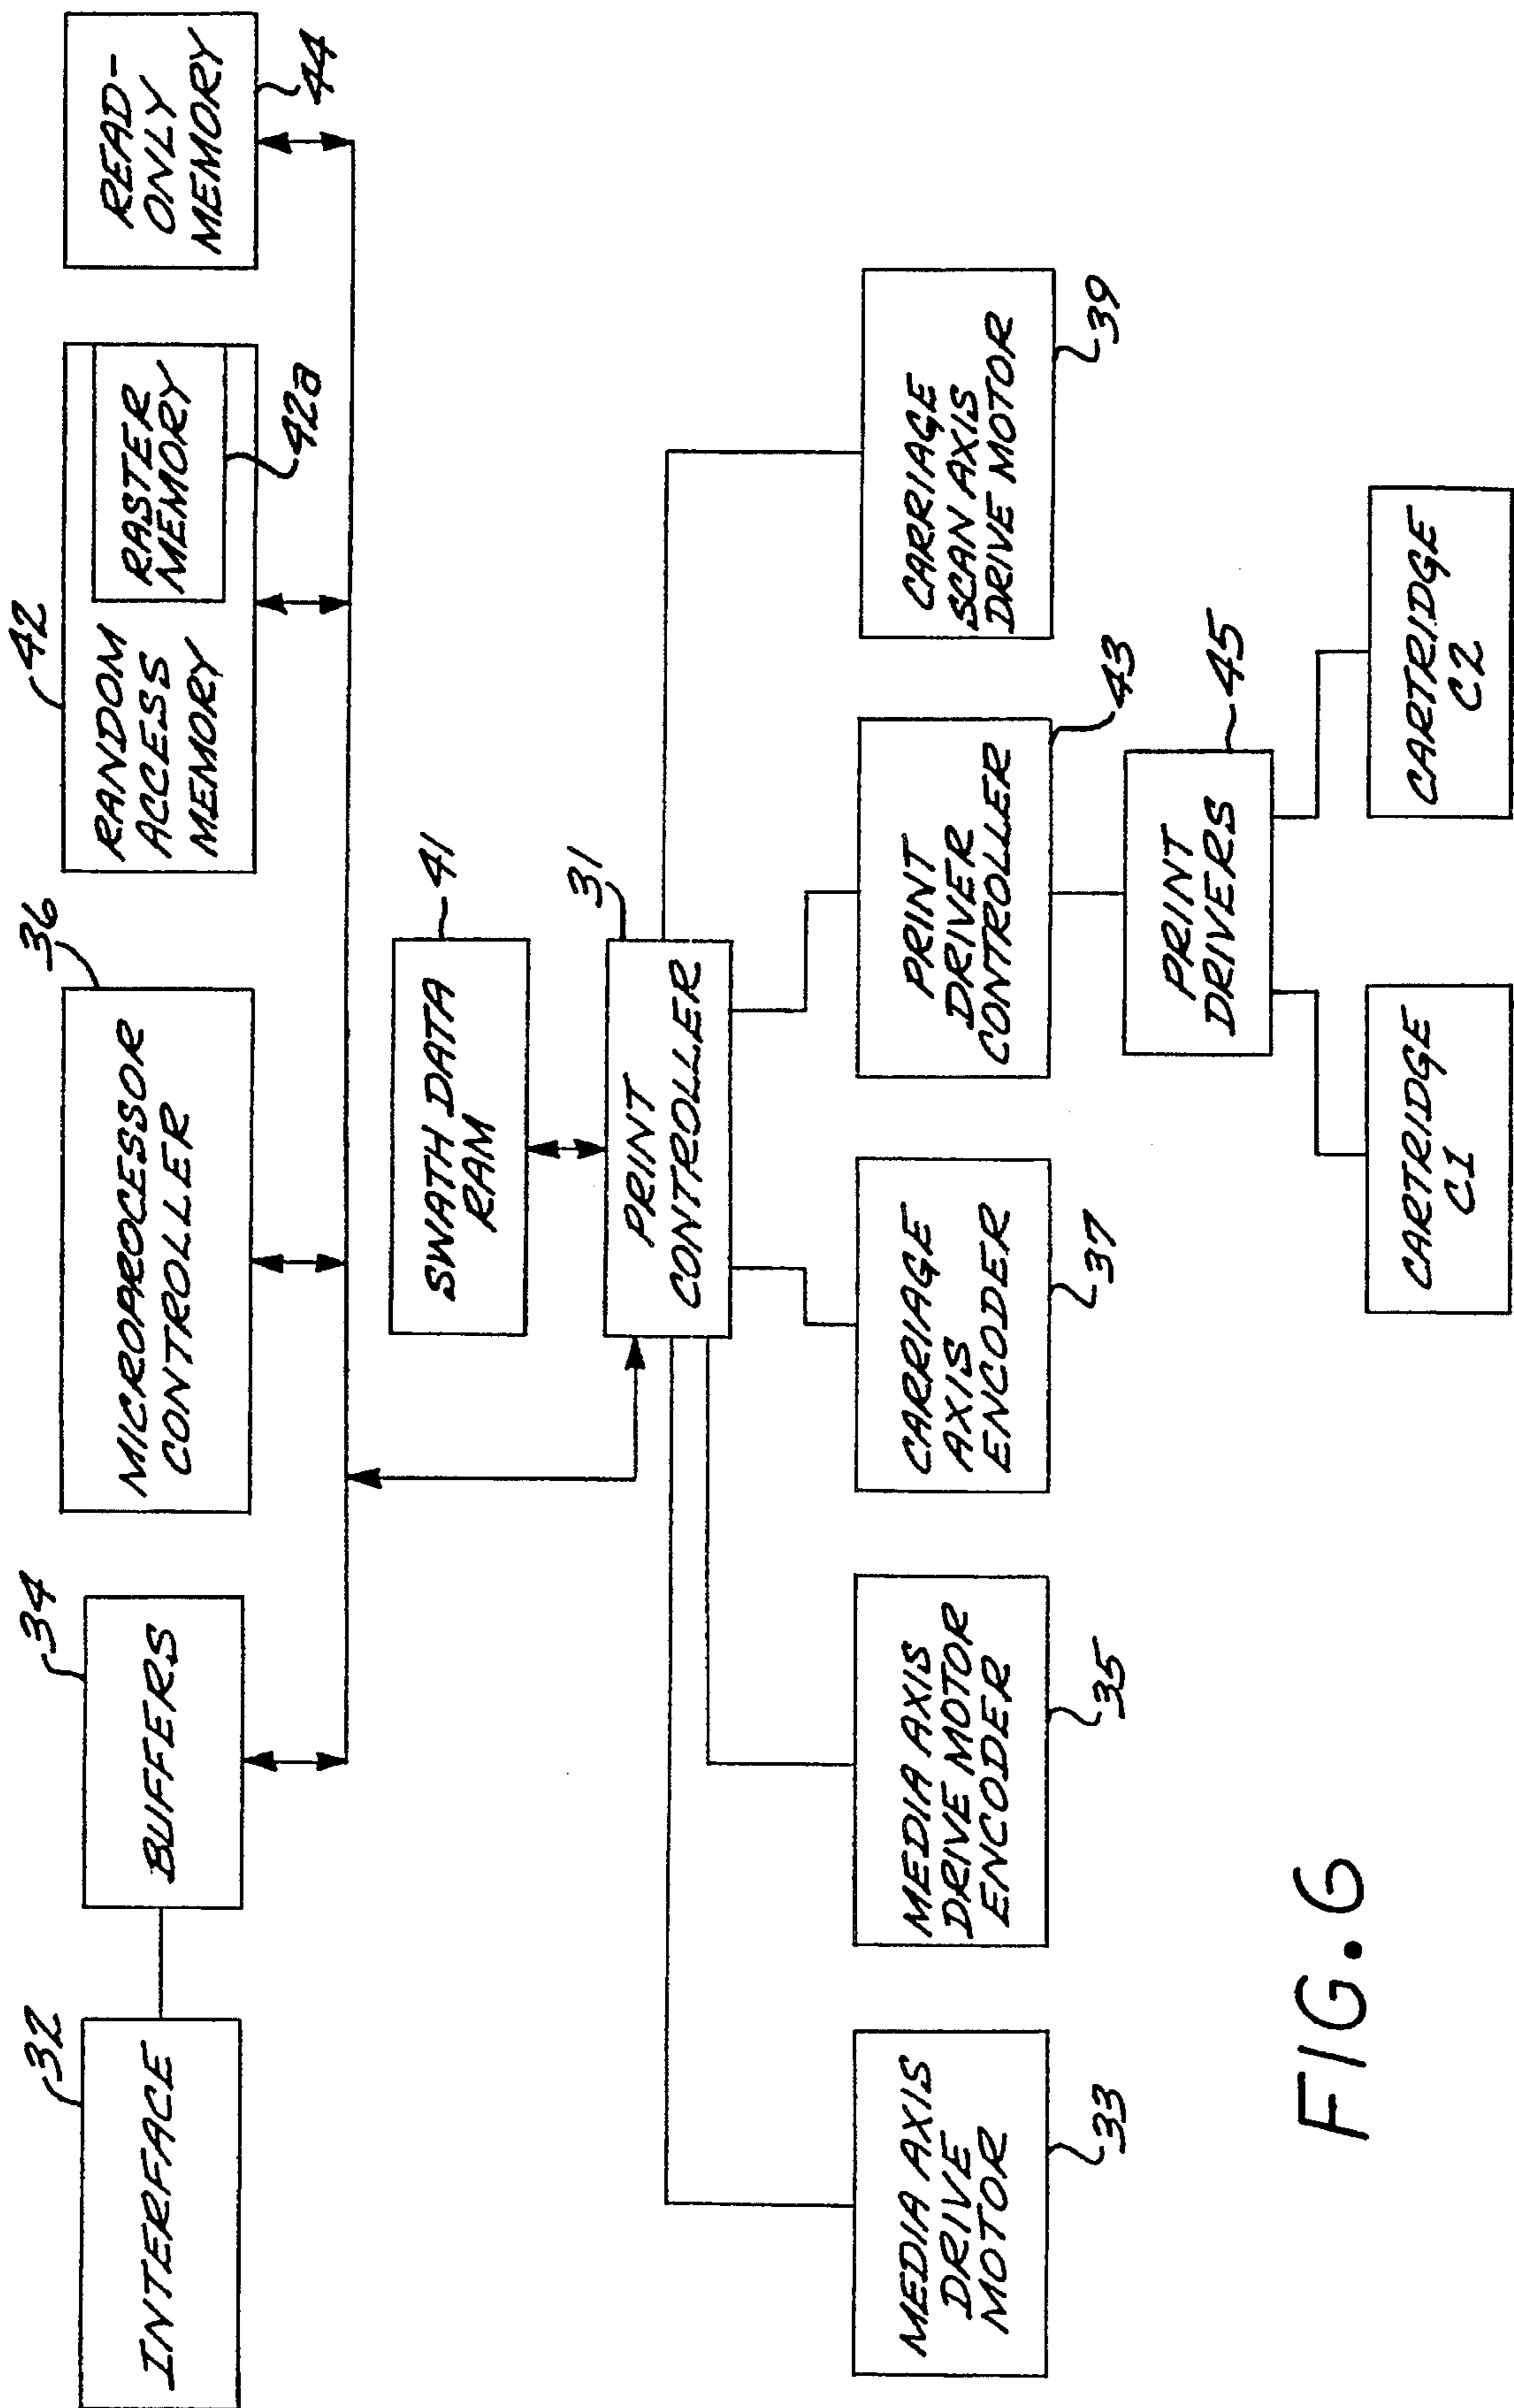 32
INTERFACE
34
BUFFERS
36
MICROPROCESSOR
CONTROLLER
42
RANDOM
ACCESS
MEMORY
RASTER
MEMORY
42a
READ-
ONLY
MEMORY
44
SWATH DATA
RAM
41
31
PRINT
CONTROLLER
MEDIA AXIS
DRIVE
MOTOR
33
MEDIA AXIS
DRIVE MOTOR
ENCODER
35
CARRIAGE
AXIS
ENCODER
37
PRINT
DRIVER
CONTROLLER
43
CARRIAGE
SCAN AXIS
DRIVE MOTOR
39
PRINT
DRIVERS
45
CARTRIDGE
C1
CARTRIDGE
C2
FIG. 6